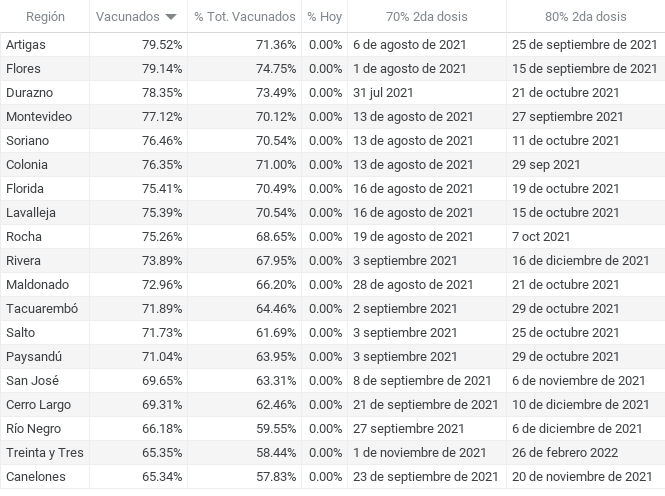 Región Vacunados % Tot. Vacunados % Hoy 70% 2da dosis 80% 2da dosis
Artigas 79.52% 71.36% 0.00% 6 de agosto de 2021 25 de septiembre de 2021
Flores 79.14% 74.75% 0.00% 1 de agosto de 2021 15 de septiembre de 2021
Durazno 78.35% 73.49% 0.00% 31 jul 2021 21 de octubre de 2021
Montevideo 77.12% 70.12% 0.00% 13 de agosto de 2021 27 septiembre 2021
Soriano 76.46% 70.54% 0.00% 13 de agosto de 2021 11 de octubre de 2021
Colonia 76.35% 71.00% 0.00% 13 de agosto de 2021 29 sep 2021
Florida 75.41% 70.49% 0.00% 16 de agosto de 2021 19 de octubre de 2021
Lavalleja 75.39% 70.54% 0.00% 16 de agosto de 2021 15 de octubre de 2021
Rocha 75.26% 68.65% 0.00% 19 de agosto de 2021 7 oct 2021
Rivera 73.89% 67.95% 0.00% 3 septiembre 2021 16 de diciembre de 2021
Maldonado 72.96% 66.20% 0.00% 28 de agosto de 2021 21 de octubre de 2021
Tacuarembó 71.89% 64.46% 0.00% 2 septiembre 2021 29 de octubre de 2021
Salto 71.73% 61.69% 0.00% 3 septiembre 2021 25 de octubre de 2021
Paysandú 71.04% 63.95% 0.00% 3 septiembre 2021 29 de octubre de 2021
San José 69.65% 63.31% 0.00% 8 de septiembre de 2021 6 de noviembre de 2021
Cerro Largo 69.31% 62.46% 0.00% 21 de septiembre de 2021 10 de diciembre de 2021
Río Negro 66.18% 59.55% 0.00% 27 septiembre 2021 6 de diciembre de 2021
Treinta y Tres 65.35% 58.44% 0.00% 1 de noviembre de 2021 26 de febrero 2022
Canelones 65.34% 57.83% 0.00% 23 de septiembre de 2021 20 de noviembre de 2021